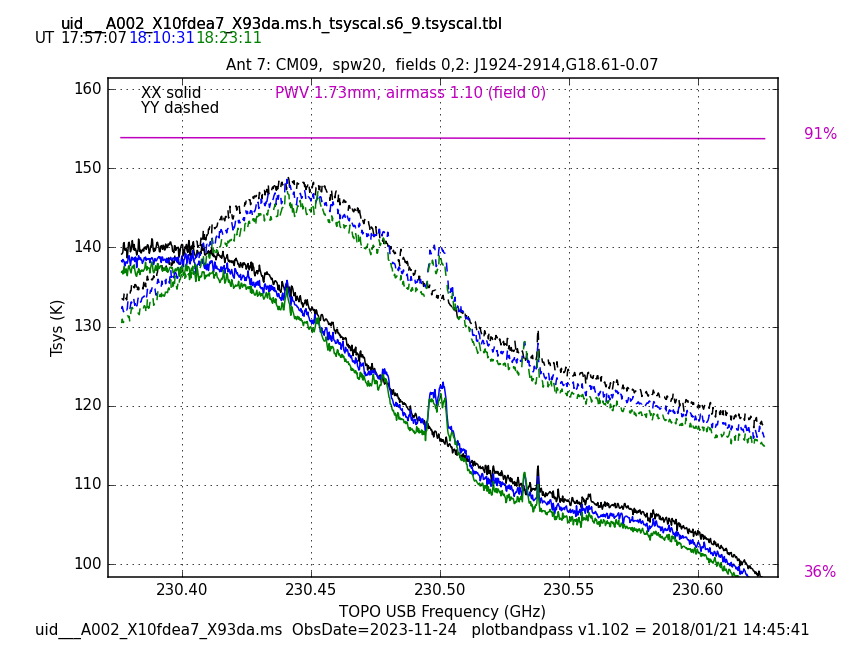 uid___A002_X10fdea7_X93da.ms.h_tsyscal.s6_9.tsyscal.tbl
UT 17:57:07 18:10:31 18:23:11
Ant 7: CM09,  spw20,  fields 0,2: J1924-2914,G18.61-0.07
XX solid
YY dashed
PWV 1.73mm, airmass 1.10 (field 0)
160
150
140
130
120
110
100
Tsys (K)
91%
36%
230.40 230.45 230.50 230.55 230.60
TOPO USB Frequency (GHz)
uid___A002_X10fdea7_X93da.ms  ObsDate=2023-11-24   plotbandpass v1.102 = 2018/01/21 14:45:41